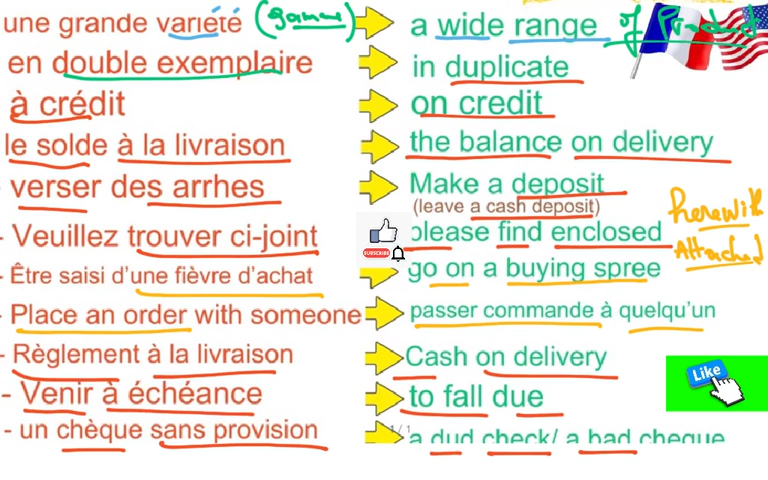 une grande variété (gamme) a wide range of Product
en double exemplaire in duplicate
à crédit on credit
le solde à la livraison the balance on delivery
- verser des arrhes Make a deposit
(leave a cash deposit)
- Veuillez trouver ci-joint please find enclosed herewith
Attached
- Être saisi d'une fièvre d'achat go on a buying spree
- Place an order with someone passer commande à quelqu'un
- Règlement à la livraison Cash on delivery
- Venir à échéance to fall due
- un chèque sans provision a dud check/ a bad cheque
SUBSCRIBE
Like
1/1